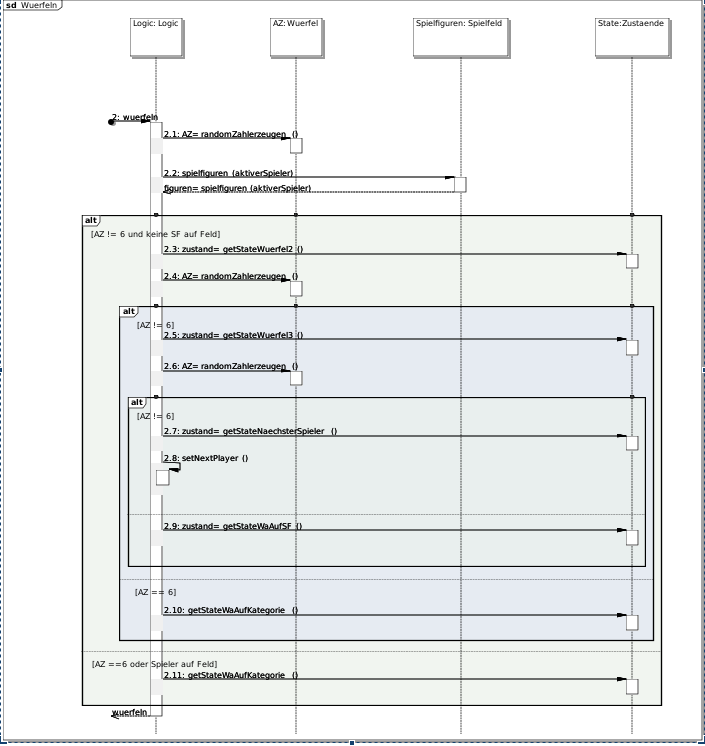 sd Wuerfeln
Logic: Logic
AZ: Wuerfel
Spielfiguren: Spielfeld
State:Zustaende
2: wuerfeln
2.1: AZ= randomZahlerzeugen ()
2.2: spielfiguren (aktiverSpieler)
figuren= spielfiguren (aktiverSpieler)
alt
[AZ != 6 und keine SF auf Feld]
2.3: zustand= getStateWuerfel2 ()
2.4: AZ= randomZahlerzeugen ()
alt
[AZ != 6]
2.5: zustand= getStateWuerfel3 ()
2.6: AZ= randomZahlerzeugen ()
alt
[AZ != 6]
2.7: zustand= getStateNaechsterSpieler ()
2.8: setNextPlayer ()
2.9: zustand= getStateWaAufSF ()
[AZ == 6]
2.10: getStateWaAufKategorie ()
[AZ ==6 oder Spieler auf Feld]
2.11: getStateWaAufKategorie ()
wuerfeln